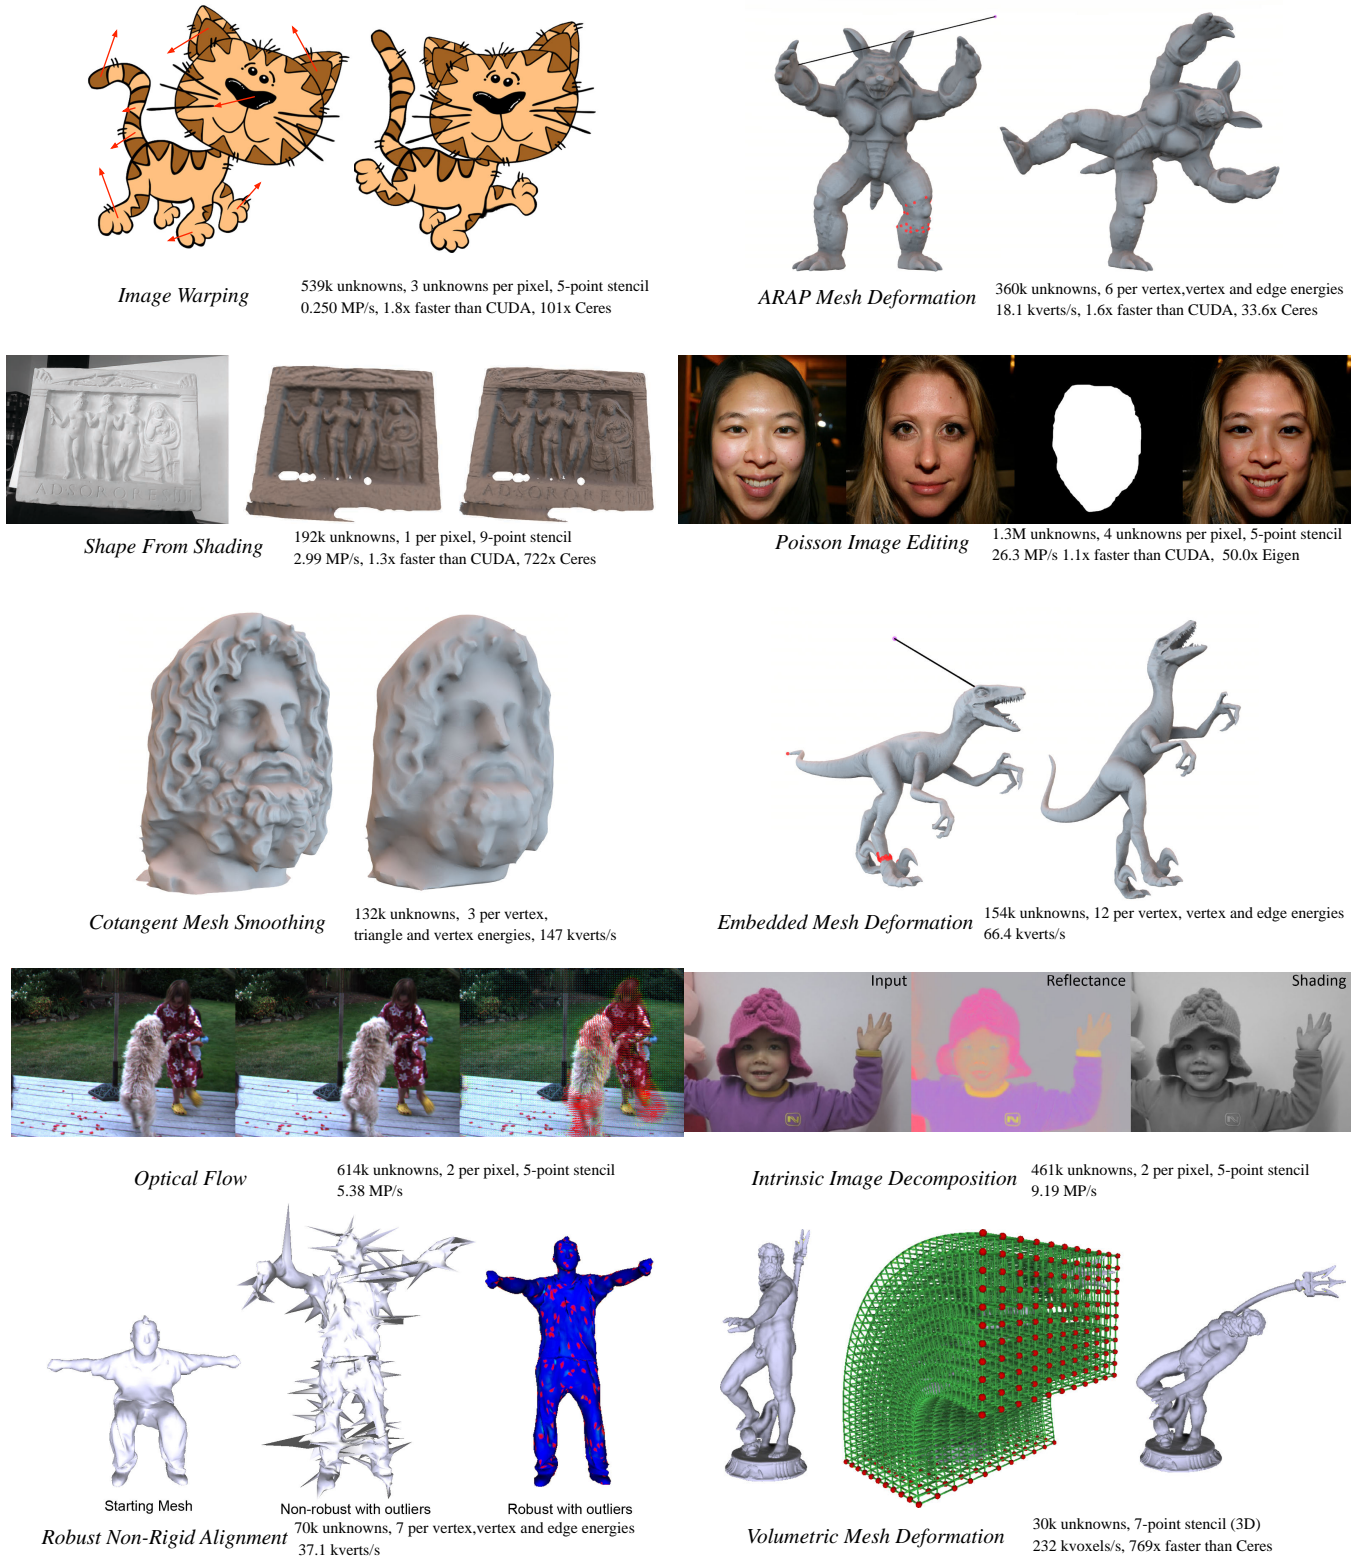 Image Warping
539k unknowns, 3 unknowns per pixel, 5-point stencil
0.250 MP/s, 1.8x faster than CUDA, 101x Ceres
ARAP Mesh Deformation
360k unknowns, 6 per vertex,vertex and edge energies
18.1 kverts/s, 1.6x faster than CUDA, 33.6x Ceres
ADSORORESIN
ADSORORESH
Shape From Shading
192k unknowns, 1 per pixel, 9-point stencil
2.99 MP/s, 1.3x faster than CUDA, 722x Ceres
Poisson Image Editing
1.3M unknowns, 4 unknowns per pixel, 5-point stencil
26.3 MP/s 1.1x faster than CUDA, 50.0x Eigen
Cotangent Mesh Smoothing
132k unknowns, 3 per vertex,
triangle and vertex energies, 147 kverts/s
Embedded Mesh Deformation
154k unknowns, 12 per vertex, vertex and edge energies
66.4 kverts/s
Input
Reflectance
Shading
Optical Flow
614k unknowns, 2 per pixel, 5-point stencil
5.38 MP/s
Intrinsic Image Decomposition
461k unknowns, 2 per pixel, 5-point stencil
9.19 MP/s
Starting Mesh
Non-robust with outliers
Robust with outliers
Robust Non-Rigid Alignment
70k unknowns, 7 per vertex,vertex and edge energies
37.1 kverts/s
Volumetric Mesh Deformation
30k unknowns, 7-point stencil (3D)
232 kvoxels/s, 769x faster than Ceres